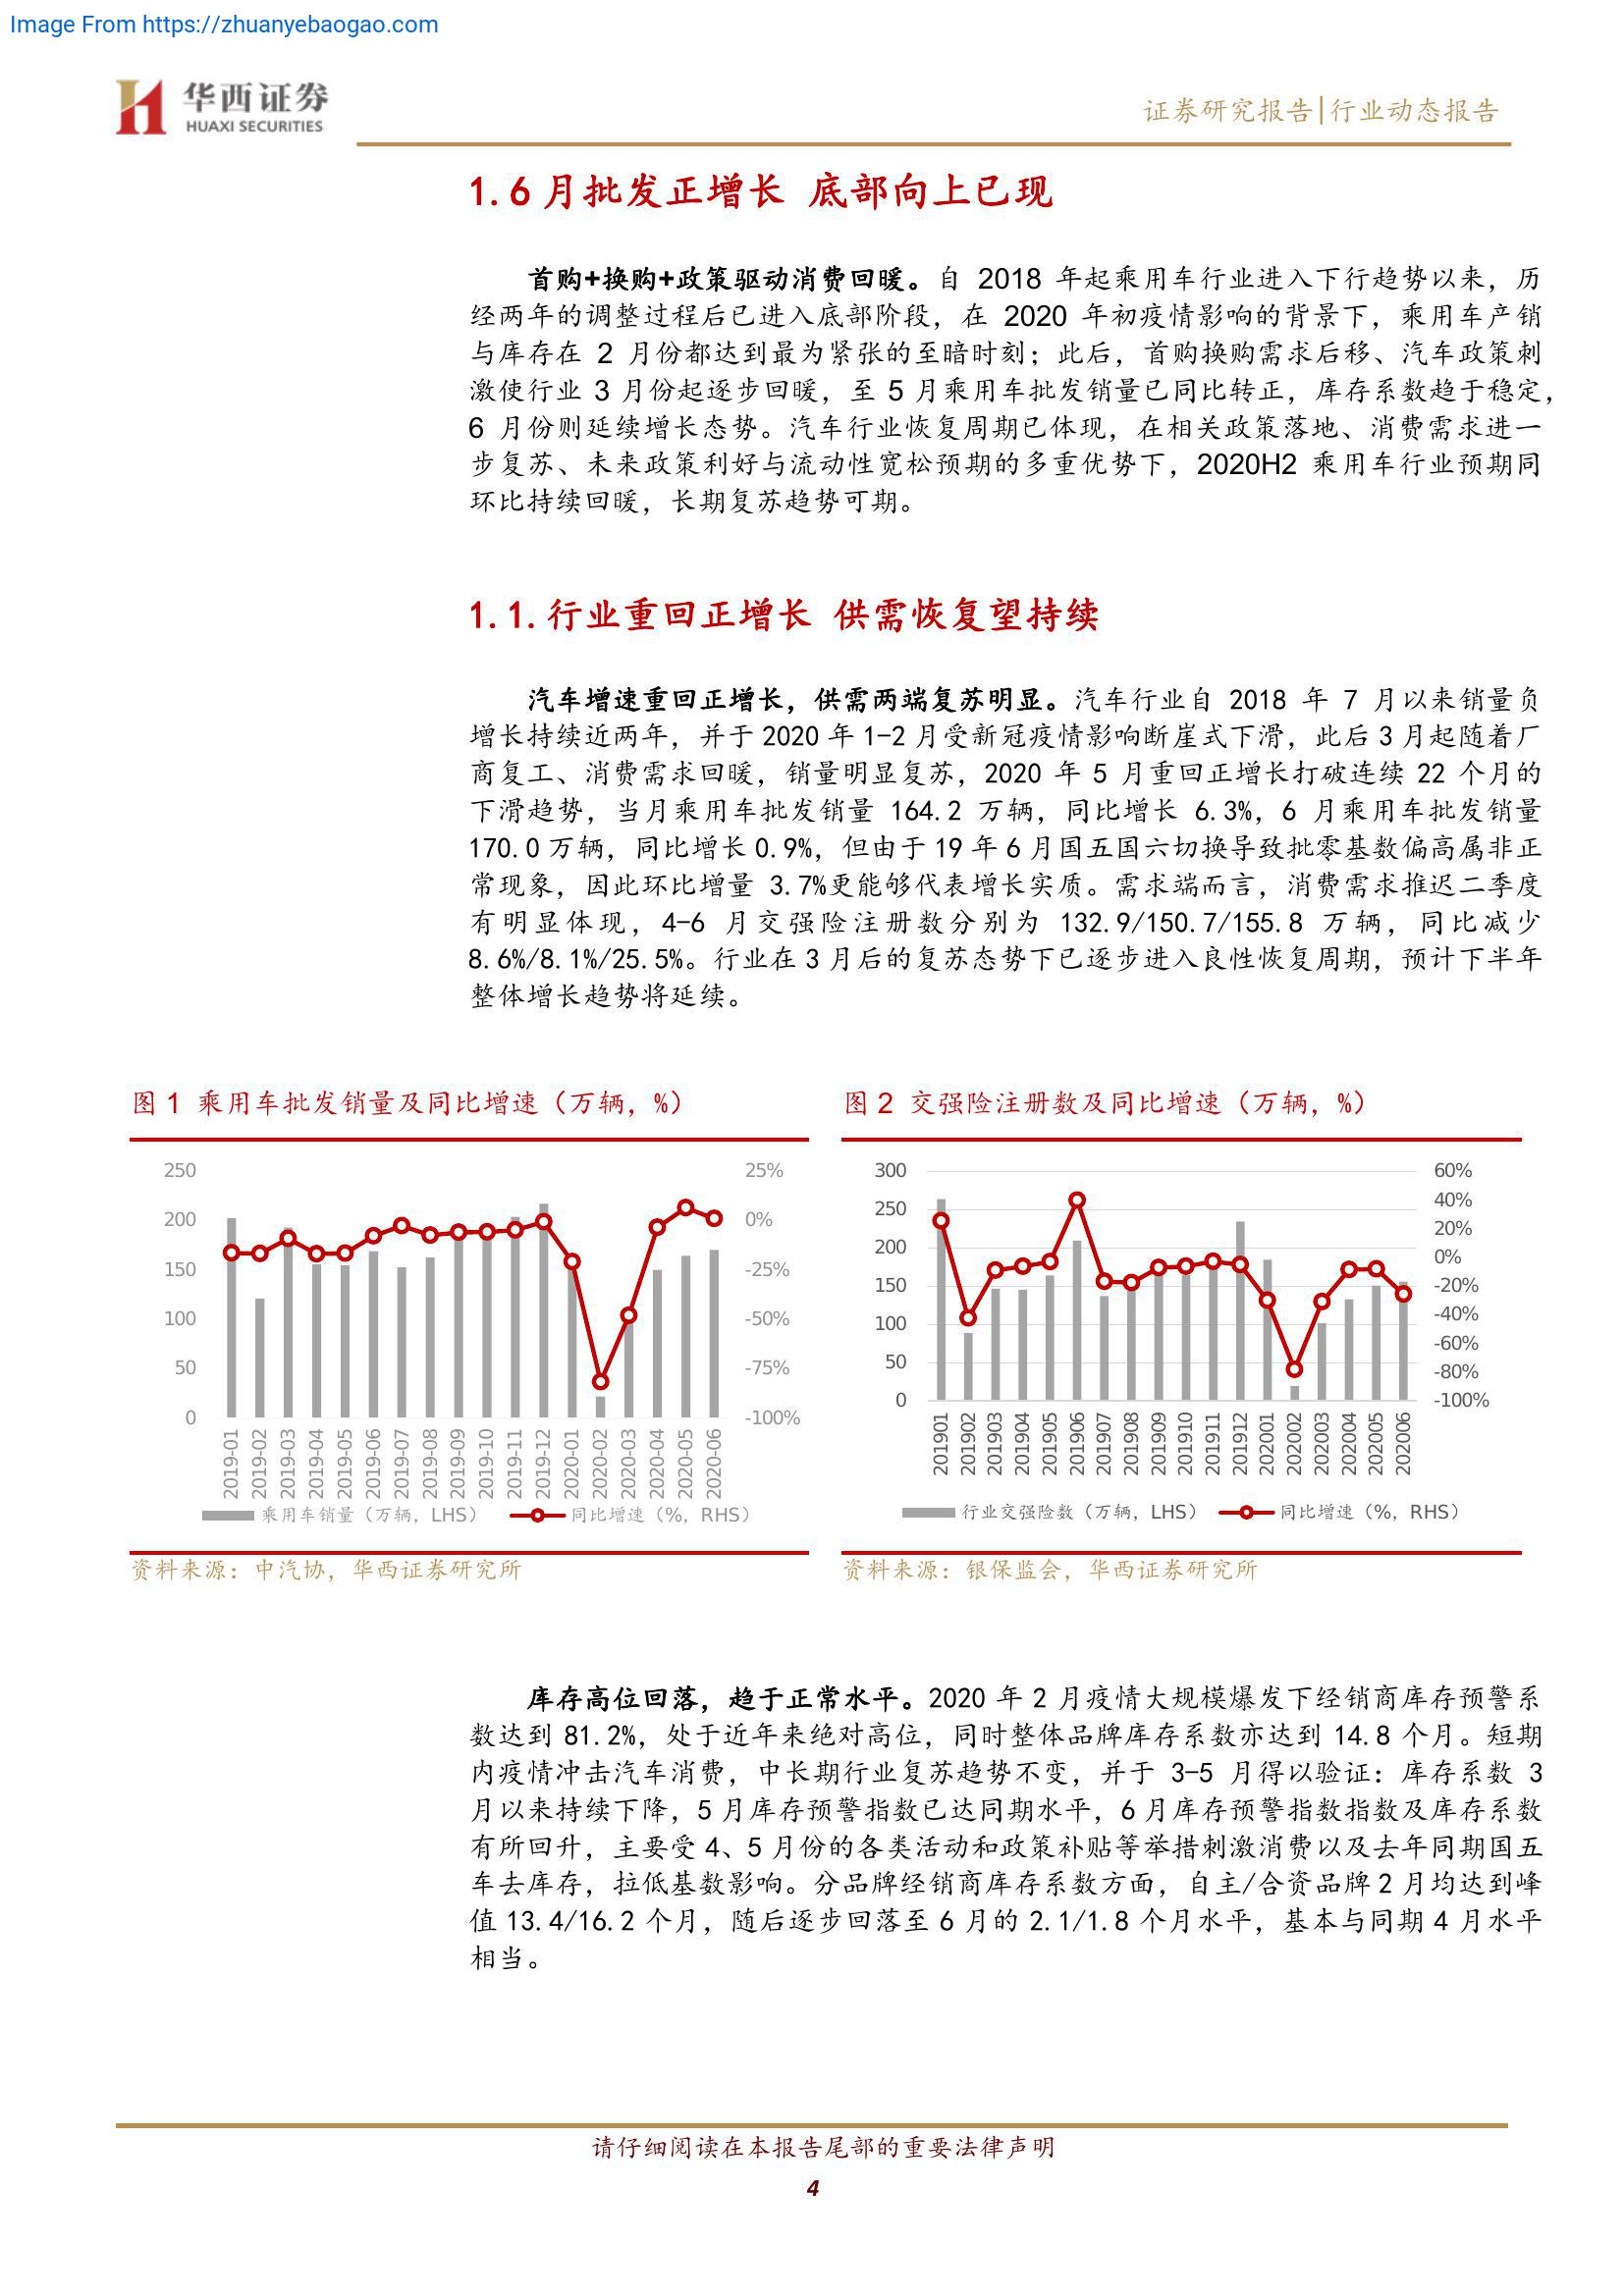 Image From https://zhuanyebaogao.com
华西证券
HUAXI SECURITIES
证券研究报告|行业动态报告
1.6月批发正增长 底部向上已现
首购+换购+政策驱动消费回暖。自 2018 年起乘用车行业进入下行趋势以来，历
经两年的调整过程后已进入底部阶段，在 2020 年初疫情影响的背景下，乘用车产销
与库存在 2 月份都达到最为紧张的至暗时刻；此后，首购换购需求后移、汽车政策刺
激使行业 3 月份起逐步回暖，至 5 月乘用车批发销量已同比转正，库存系数趋于稳定，
6 月份则延续增长态势。汽车行业恢复周期已体现，在相关政策落地、消费需求进一
步复苏、未来政策利好与流动性宽松预期的多重优势下，2020H2 乘用车行业预期同
环比持续回暖，长期复苏趋势可期。
1.1.行业重回正增长 供需恢复望持续
汽车增速重回正增长，供需两端复苏明显。汽车行业自 2018 年 7 月以来销量负
增长持续近两年，并于 2020 年 1-2 月受新冠疫情影响断崖式下滑，此后 3 月起随着厂
商复工、消费需求回暖，销量明显复苏，2020 年 5 月重回正增长打破连续 22 个月的
下滑趋势，当月乘用车批发销量 164.2 万辆，同比增长 6.3%，6 月乘用车批发销量
170.0 万辆，同比增长 0.9%，但由于 19 年 6 月国五国六切换导致批零基数偏高属非正
常现象，因此环比增量 3.7%更能够代表增长实质。需求端而言，消费需求推迟二季度
有明显体现，4-6 月交强险注册数分别为 132.9/150.7/155.8 万辆，同比减少
8.6%/8.1%/25.5%。行业在 3 月后的复苏态势下已逐步进入良性恢复周期，预计下半年
整体增长趋势将延续。
图 1 乘用车批发销量及同比增速（万辆，%）
250
200
150
100
50
0
25%
0%
-25%
-50%
-75%
-100%
2019-01
2019-02
2019-03
2019-04
2019-05
2019-06
2019-07
2019-08
2019-09
2019-10
2019-11
2019-12
2020-01
2020-02
2020-03
2020-04
2020-05
2020-06
乘用车销量（万辆，LHS） 同比增速（%，RHS）
资料来源：中汽协，华西证券研究所
图 2 交强险注册数及同比增速（万辆，%）
300
250
200
150
100
50
0
60%
40%
20%
0%
-20%
-40%
-60%
-80%
-100%
201901
201902
201903
201904
201905
201906
201907
201908
201909
201910
201911
201912
202001
202002
202003
202004
202005
202006
行业交强险数（万辆，LHS） 同比增速（%，RHS）
资料来源：银保监会，华西证券研究所
库存高位回落，趋于正常水平。2020 年 2 月疫情大规模爆发下经销商库存预警系
数达到 81.2%，处于近年来绝对高位，同时整体品牌库存系数亦达到 14.8 个月。短期
内疫情冲击汽车消费，中长期行业复苏趋势不变，并于 3-5 月得以验证：库存系数 3
月以来持续下降，5 月库存预警指数已达同期水平，6 月库存预警指数指数及库存系数
有所回升，主要受 4、5 月份的各类活动和政策补贴等举措刺激消费以及去年同期国五
车去库存，拉低基数影响。分品牌经销商库存系数方面，自主/合资品牌 2 月均达到峰
值 13.4/16.2 个月，随后逐步回落至 6 月的 2.1/1.8 个月水平，基本与同期 4 月水平
相当。
请仔细阅读在本报告尾部的重要法律声明
4